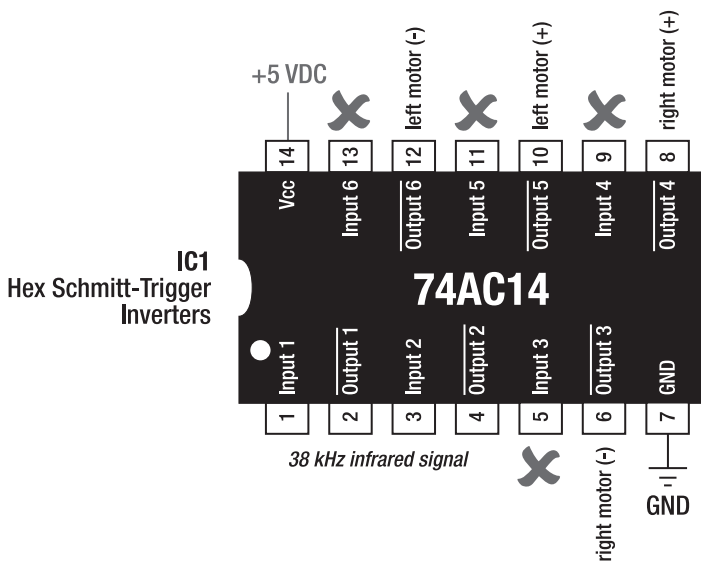 +5 VDC
left motor (-)
left motor (+)
right motor (+)
14
13
12
11
10
9
8
Vcc
Input 6
Output 6
Input 5
Output 5
Input 4
Output 4
IC1
Hex Schmitt-Trigger
Inverters
74AC14
Input 1
Output 1
Input 2
Output 2
Input 3
Output 3
GND
1
2
3
4
5
6
7
38 kHz infrared signal
right motor (-)
GND